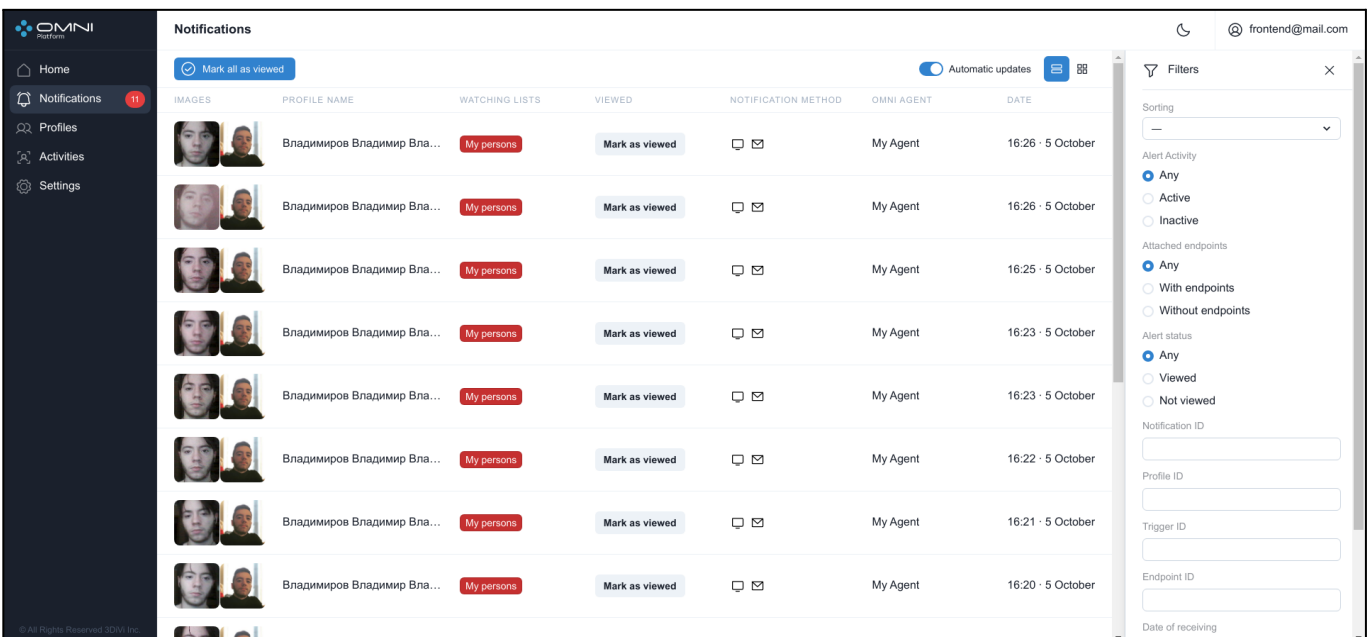 OMNI
Platform
Notifications
frontend@mail.com
Home
Notifications 11
Profiles
Activities
Settings
© All Rights Reserved 3DiVi Inc.
Mark all as viewed
Automatic updates
IMAGES PROFILE NAME WATCHING LISTS VIEWED NOTIFICATION METHOD OMNI AGENT DATE
Владимиров Владимир Вла... My persons Mark as viewed My Agent 16:26 · 5 October
Владимиров Владимир Вла... My persons Mark as viewed My Agent 16:26 · 5 October
Владимиров Владимир Вла... My persons Mark as viewed My Agent 16:25 · 5 October
Владимиров Владимир Вла... My persons Mark as viewed My Agent 16:23 · 5 October
Владимиров Владимир Вла... My persons Mark as viewed My Agent 16:23 · 5 October
Владимиров Владимир Вла... My persons Mark as viewed My Agent 16:22 · 5 October
Владимиров Владимир Вла... My persons Mark as viewed My Agent 16:21 · 5 October
Владимиров Владимир Вла... My persons Mark as viewed My Agent 16:20 · 5 October
Filters
Sorting
—
Alert Activity
Any
Active
Inactive
Attached endpoints
Any
With endpoints
Without endpoints
Alert status
Any
Viewed
Not viewed
Notification ID
Profile ID
Trigger ID
Endpoint ID
Date of receiving